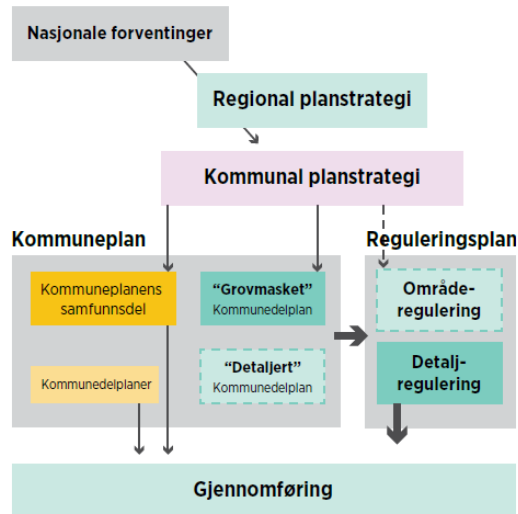 Nasjonale forventinger
Regional planstrategi
Kommunal planstrategi
Kommuneplan
Reguleringsplan
Kommuneplanens
samfunnsdel
“Grovmasket”
Kommunedelplan
Område-
regulering
Kommunedelplaner
“Detaljert”
Kommunedelplan
Detalj-
regulering
Gjennomføring